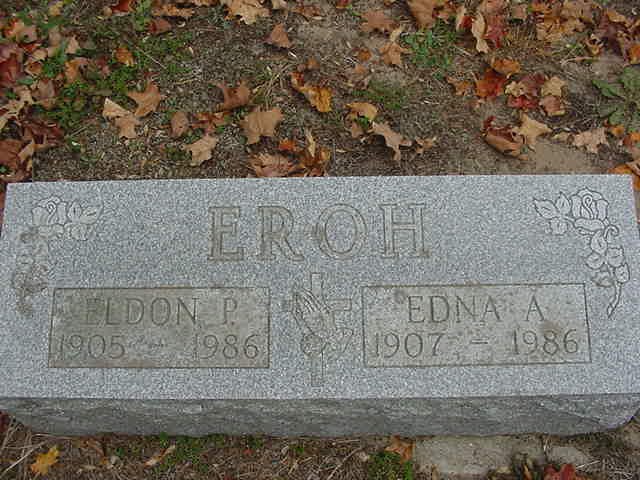 EROH
ELDON P.
1905 - 1986
EDNA A.
1907 - 1986